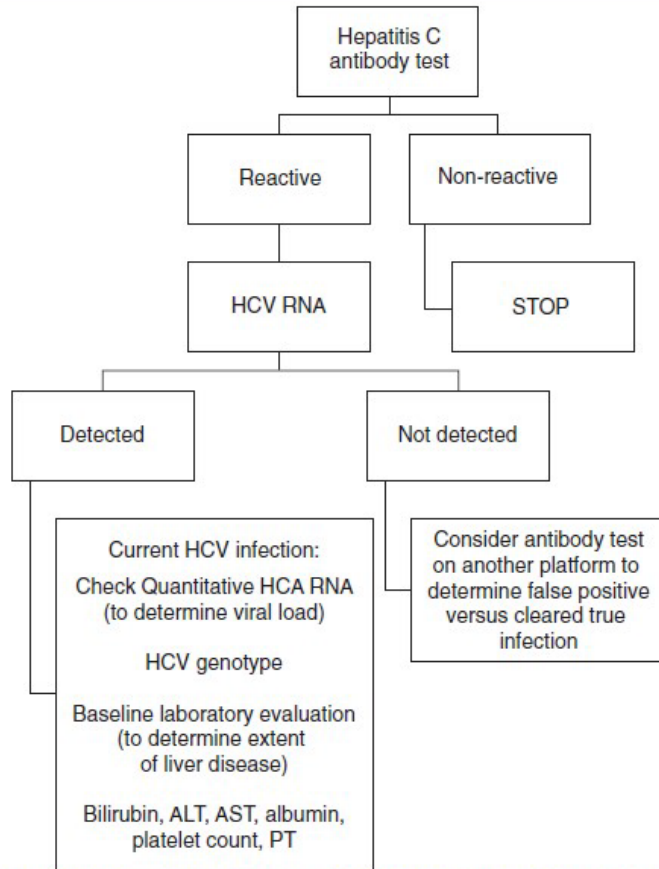 Hepatitis C
antibody test
Reactive
Non-reactive
HCV RNA
STOP
Detected
Not detected
Current HCV infection:
Check Quantitative HCA RNA
(to determine viral load)
HCV genotype
Baseline laboratory evaluation
(to determine extent
of liver disease)
Bilirubin, ALT, AST, albumin,
platelet count, PT
Consider antibody test
on another platform to
determine false positive
versus cleared true
infection